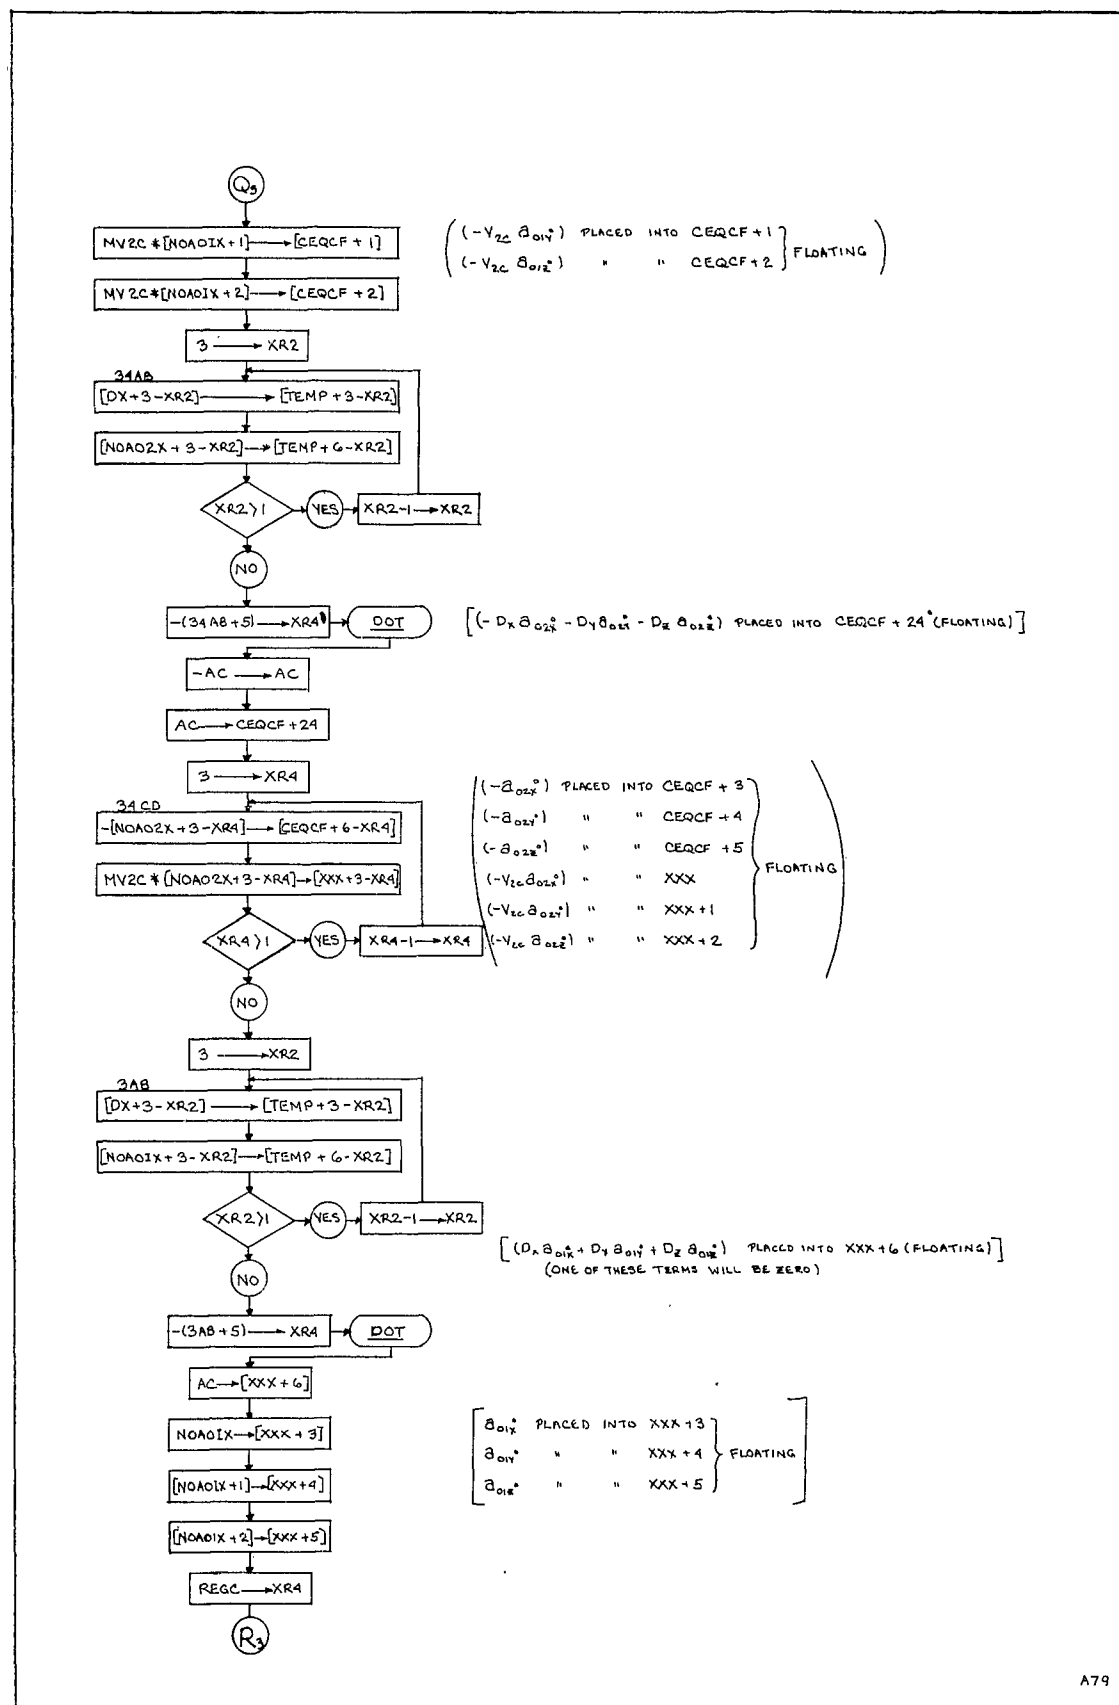 Q3
MV2C*[NOAOIX+1]→[CEQCF+1]
(-V2C a01Y°) PLACED INTO CEQCF+1
(-V2C a01Z°) " " CEQCF+2
FLOATING
MV2C*[NOAOIX+2]→[CEQCF+2]
3→XR2
34AB
[DX+3-XR2]→[TEMP+3-XR2]
[NOAO2X+3-XR2]→[TEMP+6-XR2]
XR2>1
YES
XR2-1→XR2
NO
-(34AB+5)→XR4
DOT
[(-DX a02X° - DY a02Y° - DZ a02Z°) PLACED INTO CEQCF+24 (FLOATING)]
-AC→AC
AC→CEQCF+24
3→XR4
34CD
-[NOAO2X+3-XR4]→[CEQCF+6-XR4]
MV2C*[NOAO2X+3-XR4]→[XXX+3-XR4]
XR4>1
YES
XR4-1→XR4
(-a02X°) PLACED INTO CEQCF+3
(-a02Y°) " " CEQCF+4
(-a02Z°) " " CEQCF+5
(-V2C a02X°) " " XXX
(-V2C a02Y°) " " XXX+1
(-V2C a02Z°) " " XXX+2
FLOATING
NO
3→XR2
3AB
[DX+3-XR2]→[TEMP+3-XR2]
[NOAOIX+3-XR2]→[TEMP+6-XR2]
XR2>1
YES
XR2-1→XR2
[(DX a01X° + DY a01Y° + DZ a01Z°) PLACED INTO XXX+6 (FLOATING)]
(ONE OF THESE TERMS WILL BE ZERO)
NO
-(3AB+5)→XR4
DOT
AC→[XXX+6]
NOAOIX→[XXX+3]
[NOAOIX+1]→[XXX+4]
[NOAOIX+2]→[XXX+5]
a01X° PLACED INTO XXX+3
a01Y° " " XXX+4
a01Z° " " XXX+5
FLOATING
REGC→XR4
R3
A79